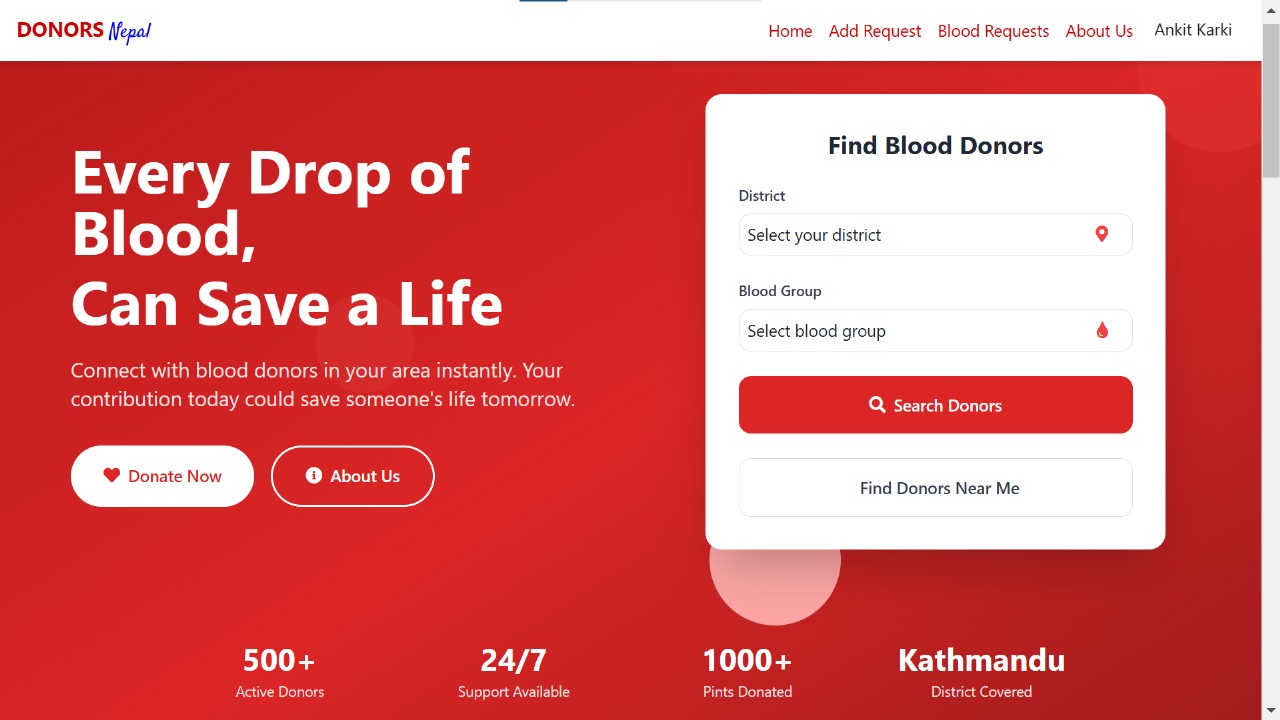 DONORS Nepal
Home Add Request Blood Requests About Us Ankit Karki
Every Drop of
Blood,
Can Save a Life
Connect with blood donors in your area instantly. Your
contribution today could save someone's life tomorrow.
Donate Now About Us
Find Blood Donors
District
Select your district
Blood Group
Select blood group
Search Donors
Find Donors Near Me
500+ 24/7 1000+ Kathmandu
Active Donors Support Available Pints Donated District Covered